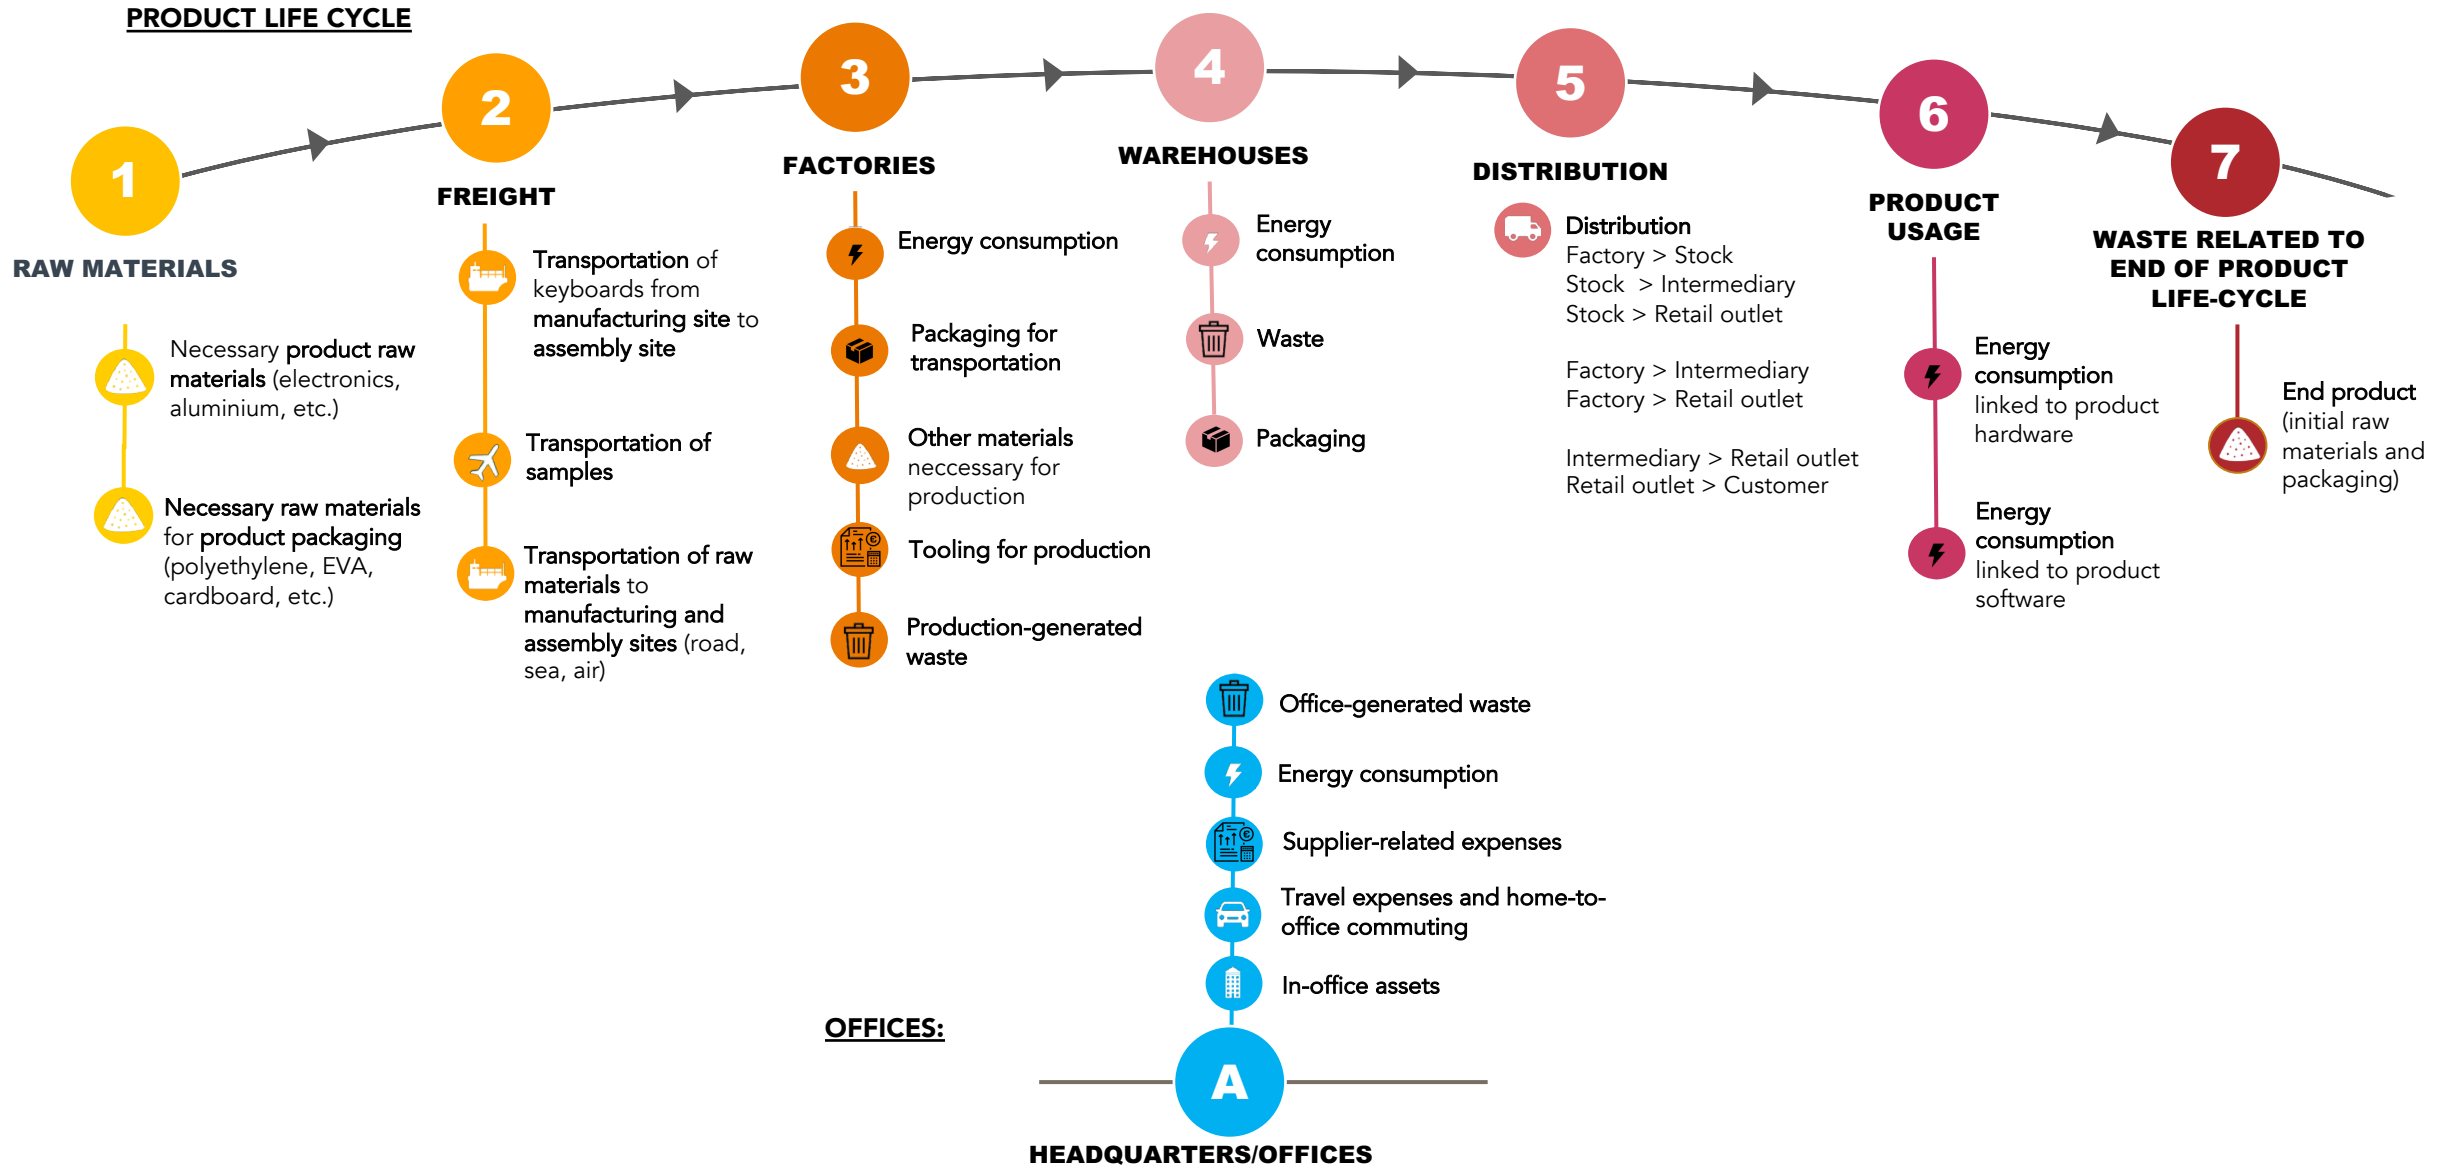 PRODUCT LIFE CYCLE
1
RAW MATERIALS
Necessary product raw
materials (electronics,
aluminium, etc.)
Necessary raw materials
for product packaging
(polyethylene, EVA,
cardboard, etc.)
2
FREIGHT
Transportation of
keyboards from
manufacturing site to
assembly site
Transportation of
samples
Transportation of raw
materials to
manufacturing and
assembly sites (road,
sea, air)
3
FACTORIES
Energy consumption
Packaging for
transportation
Other materials
neccessary for
production
Tooling for production
Production-generated
waste
4
WAREHOUSES
Energy
consumption
Waste
Packaging
5
DISTRIBUTION
Distribution
Factory > Stock
Stock > Intermediary
Stock > Retail outlet
Factory > Intermediary
Factory > Retail outlet
Intermediary > Retail outlet
Retail outlet > Customer
6
PRODUCT
USAGE
Energy
consumption
linked to product
hardware
Energy
consumption
linked to product
software
7
WASTE RELATED TO
END OF PRODUCT
LIFE-CYCLE
End product
(initial raw
materials and
packaging)
Office-generated waste
Energy consumption
Supplier-related expenses
Travel expenses and home-to-
office commuting
In-office assets
OFFICES:
A
HEADQUARTERS/OFFICES